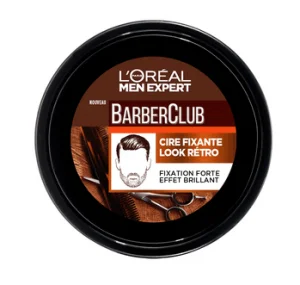 L'ORÉAL
MEN EXPERT
NOUVEAU
BARBERCLUB
CIRE FIXANTE
LOOK RÉTRO
FIXATION FORTE
EFFET BRILLANT